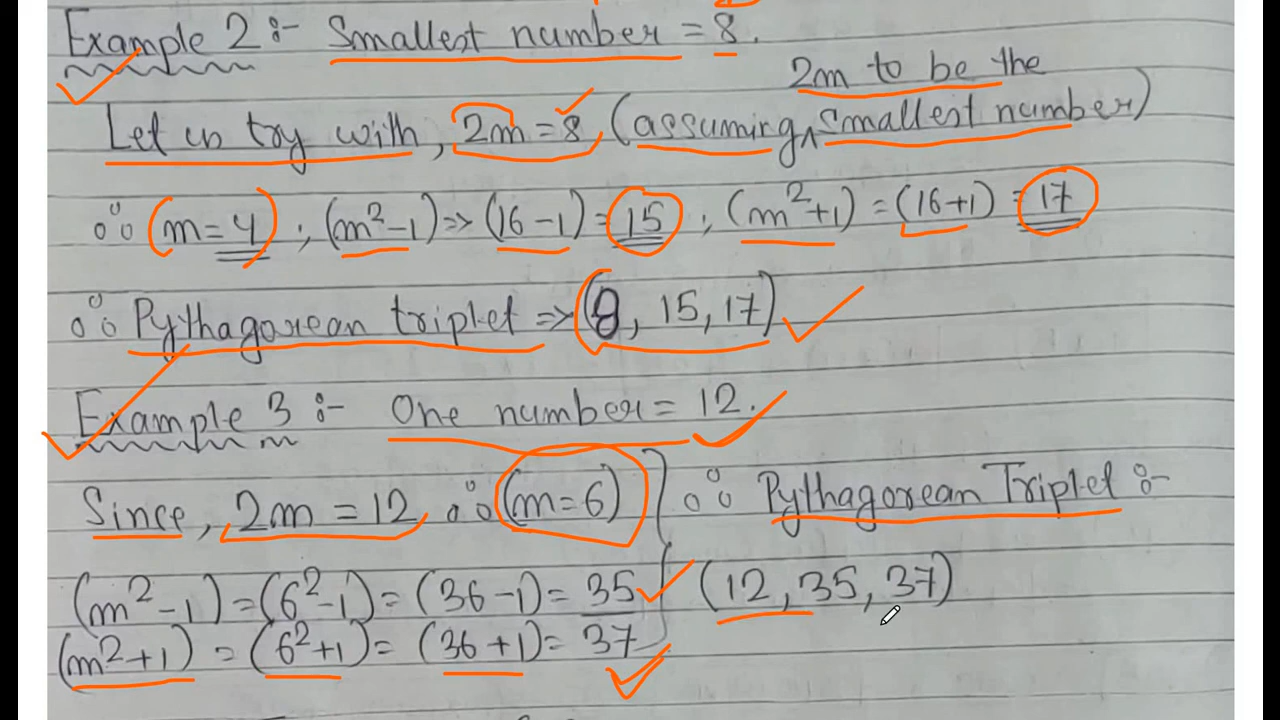 Example 2 :- Smallest number = 8.
2m to be the
Let us try with, 2m = 8, (assuming ∧ smallest number)
∴ (m = 4) ; (m²-1) => (16-1) = 15 ; (m²+1) = (16+1) = 17
∴ Pythagorean triplet => (8, 15, 17)
Example 3 :- One number = 12.
Since, 2m = 12 ∴ (m=6)
(m²-1) = (6²-1) = (36-1) = 35
(m²+1) = (6²+1) = (36+1) = 37
∴ Pythagorean Triplet :-
(12, 35, 37)